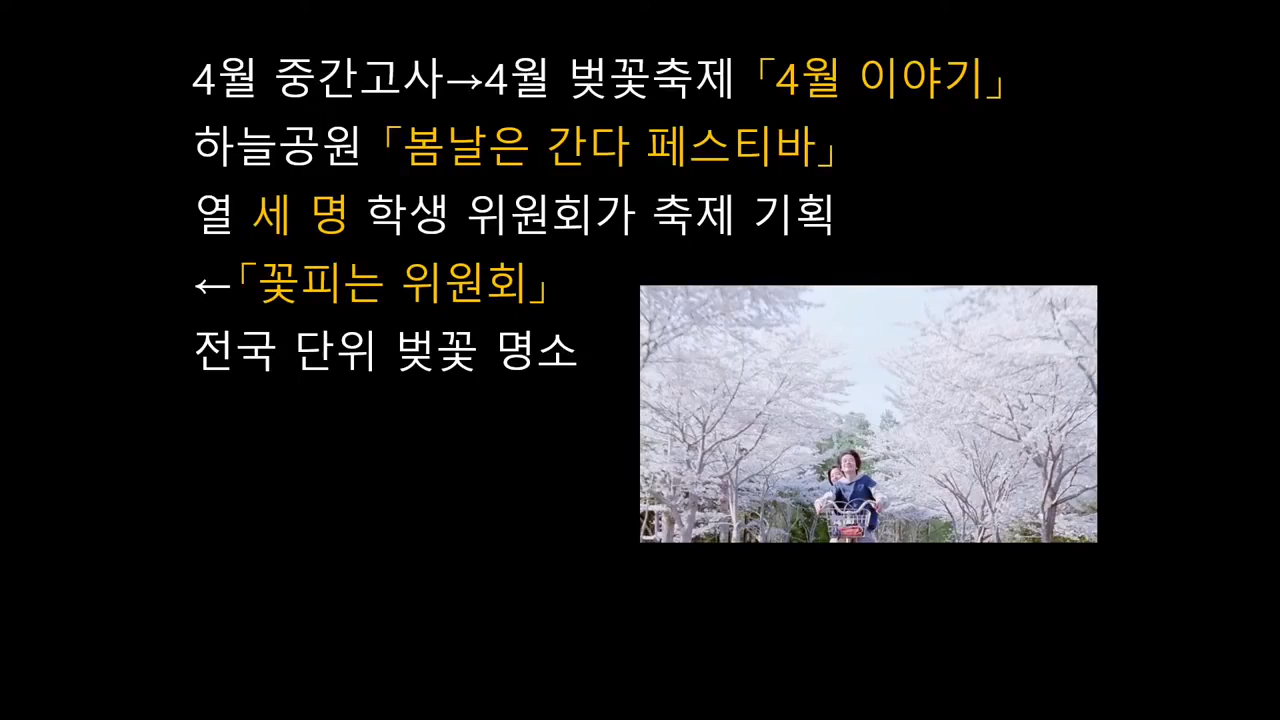 4월 중간고사→4월 벚꽃축제「4월 이야기」
하늘공원「봄날은 간다 페스티바」
열 세 명 학생 위원회가 축제 기획
←「꽃피는 위원회」
전국 단위 벚꽃 명소